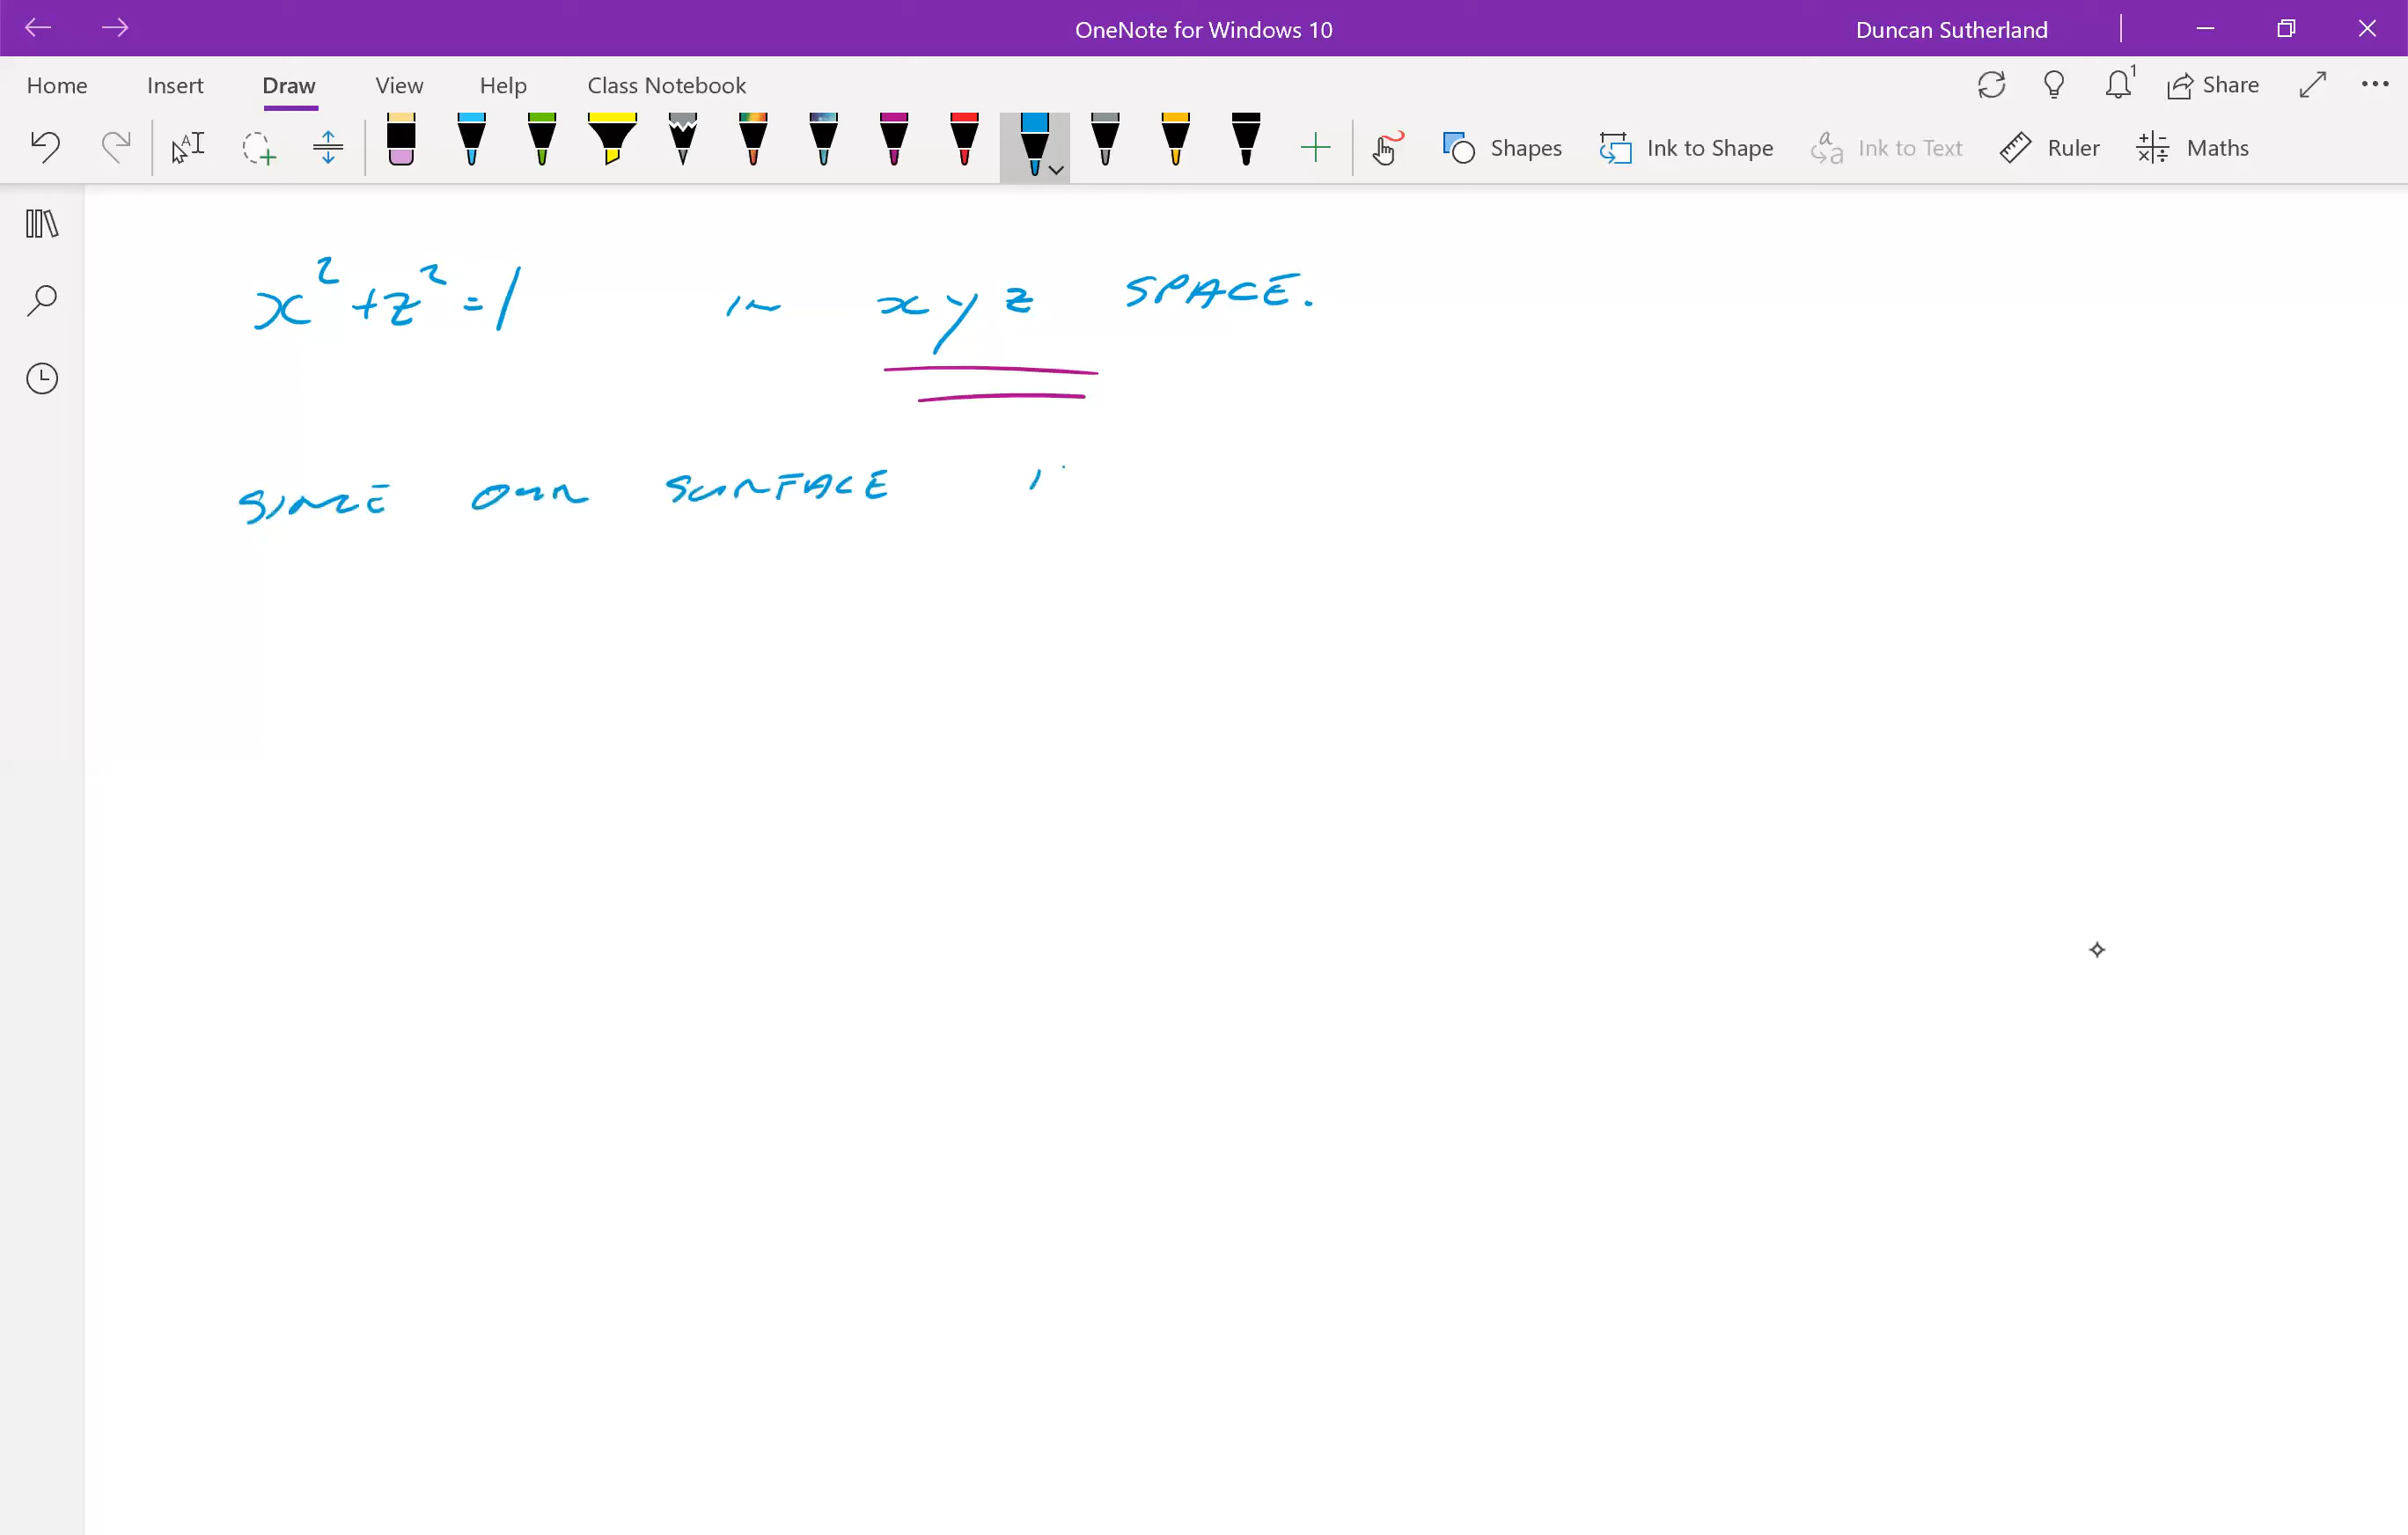 OneNote for Windows 10 Duncan Sutherland
Home Insert Draw View Help Class Notebook 1 Share
Shapes Ink to Shape Ink to Text Ruler Maths
x² + z² = 1 in xyz SPACE.
SINCE OUR SURFACE